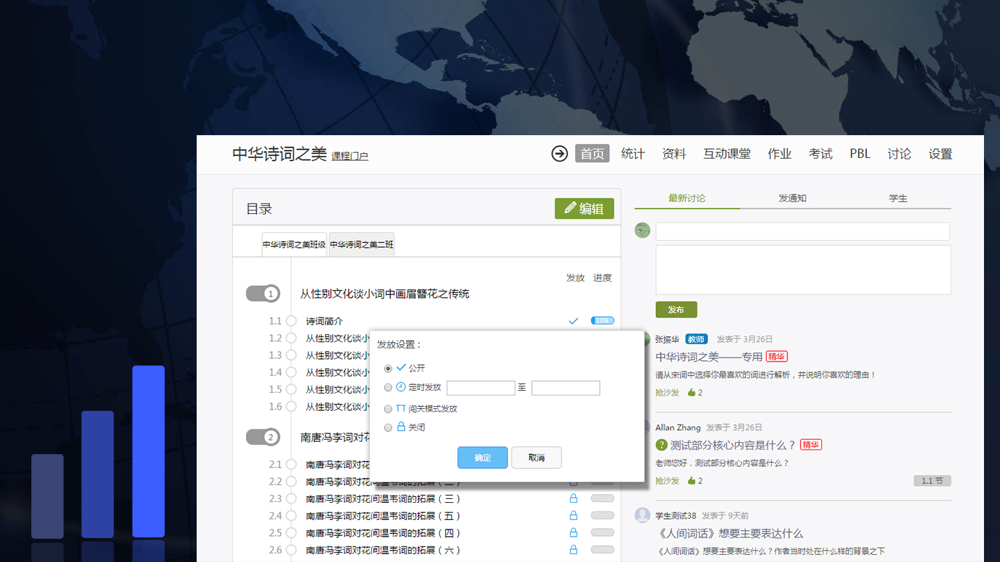 中华诗词之美 课程门户
首页 统计 资料 互动课堂 作业 考试 PBL 讨论 设置
目录
编辑
中华诗词之美班级 中华诗词之美二班
发放 进度
1 从性别文化谈小词中画眉簪花之传统
1.1 诗词简介 18%
1.2 从性别文化谈小
1.3 从性别文化谈小
1.4 从性别文化谈小
1.5 从性别文化谈小
1.6 从性别文化谈小
2 南唐冯李词对花
2.1 南唐冯李词对花
2.2 南唐冯李词对花间温韦词的拓展（二）
2.3 南唐冯李词对花间温韦词的拓展（三）
2.4 南唐冯李词对花间温韦词的拓展（五）
2.5 南唐冯李词对花间温韦词的拓展（四）
2.6 南唐冯李词对花间温韦词的拓展（六）
发放设置：
公开
定时发放 至
闯关模式发放
关闭
确定 取消
最新讨论 发通知 学生
发布
张振华 教师 发表于 3月26日
中华诗词之美——专用 精华
请从宋词中选择你最喜欢的词进行解析，并说明你喜欢的理由！
抢沙发 2
Allan Zhang 发表于 3月26日
? 测试部分核心内容是什么？ 精华
老师您好，测试部分核心内容是什么？
抢沙发 2 1.1 节
学生测试38 发表于 9天前
《人间词话》想要主要表达什么
《人间词话》想要主要表达什么？作者当时处在什么样的背景之下